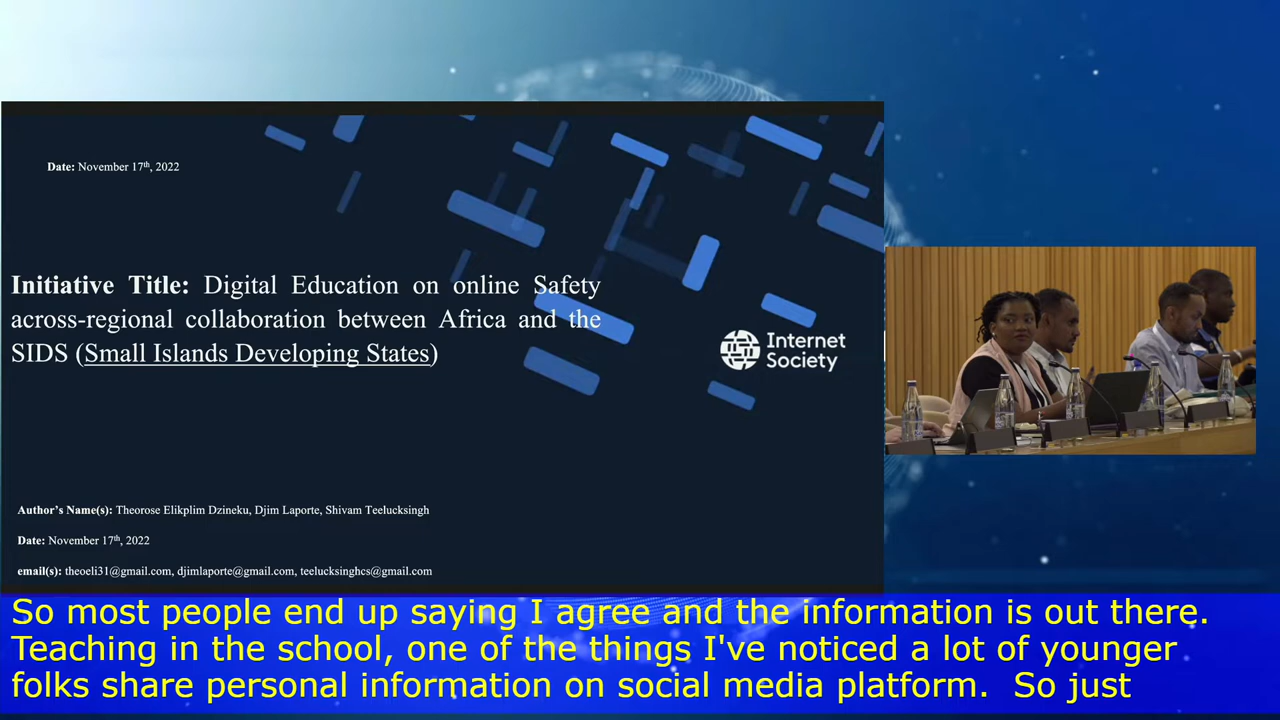 Date: November 17th, 2022
Initiative Title: Digital Education on online Safety
across-regional collaboration between Africa and the
SIDS (Small Islands Developing States)
Internet
Society
Author's Name(s): Theorose Elikplim Dzineku, Djim Laporte, Shivam Teelucksingh
Date: November 17th, 2022
email(s): theoeli31@gmail.com, djimlaporte@gmail.com, teelucksinghcs@gmail.com
So most people end up saying I agree and the information is out there.
Teaching in the school, one of the things I've noticed a lot of younger
folks share personal information on social media platform.  So just